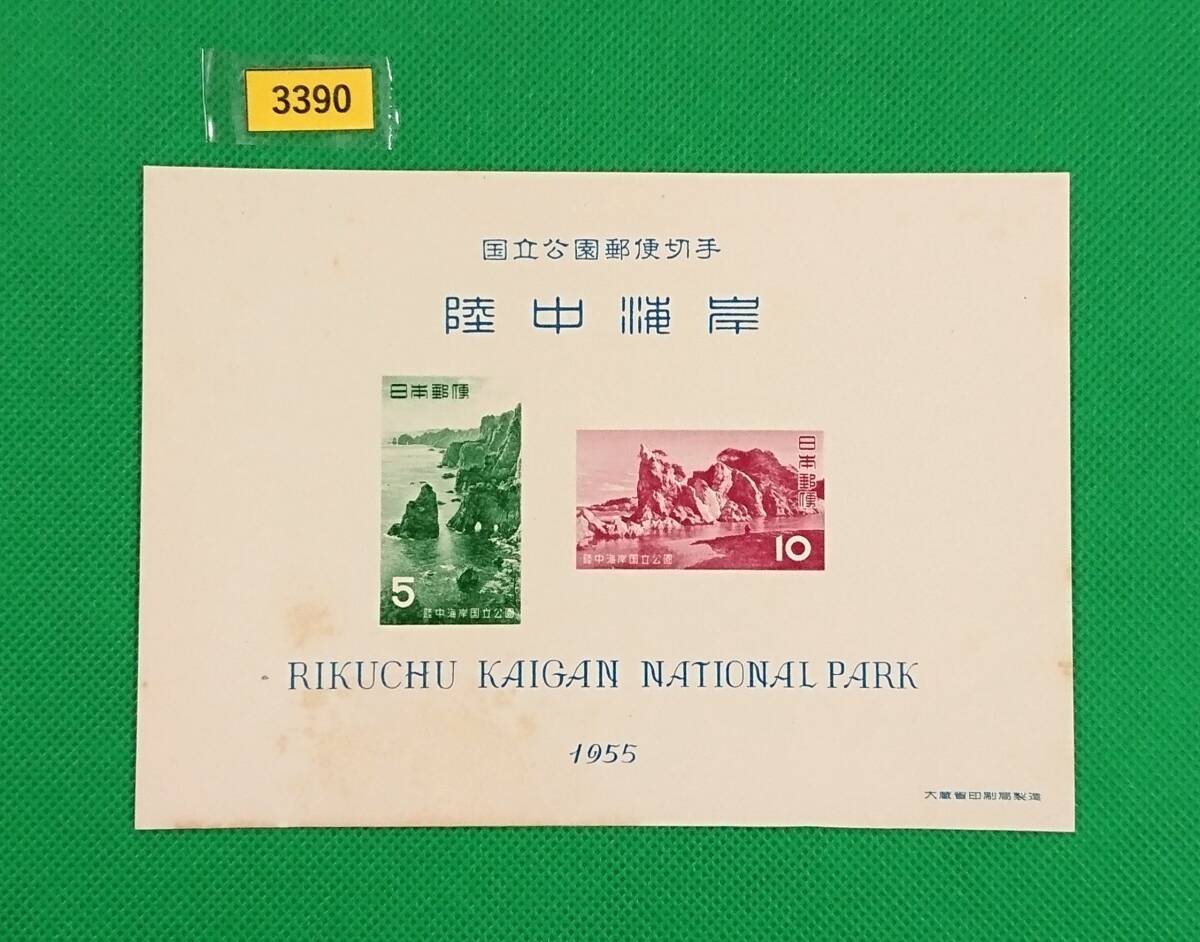 3390
国立公園郵便切手
陸中海岸
日本郵便
5
陸中海岸国立公園
日本郵便
10
陸中海岸国立公園
RIKUCHU KAIGAN NATIONAL PARK
1955
大蔵省印刷局製造